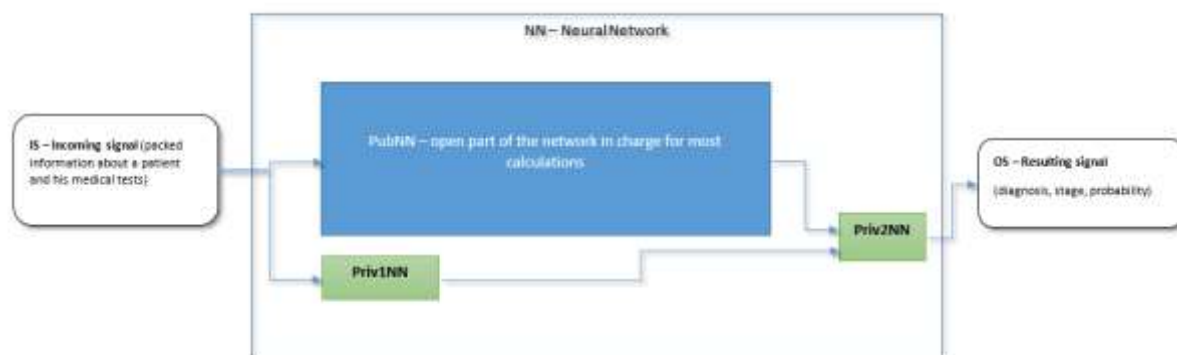 NN – Neural Network
PubNN – open part of the network in charge for most
calculations
IS – Incoming signal (packed
information about a patient
and his medical tests)
OS – Resulting signal
(diagnosis, stage, probability)
Priv2NN
Priv1NN